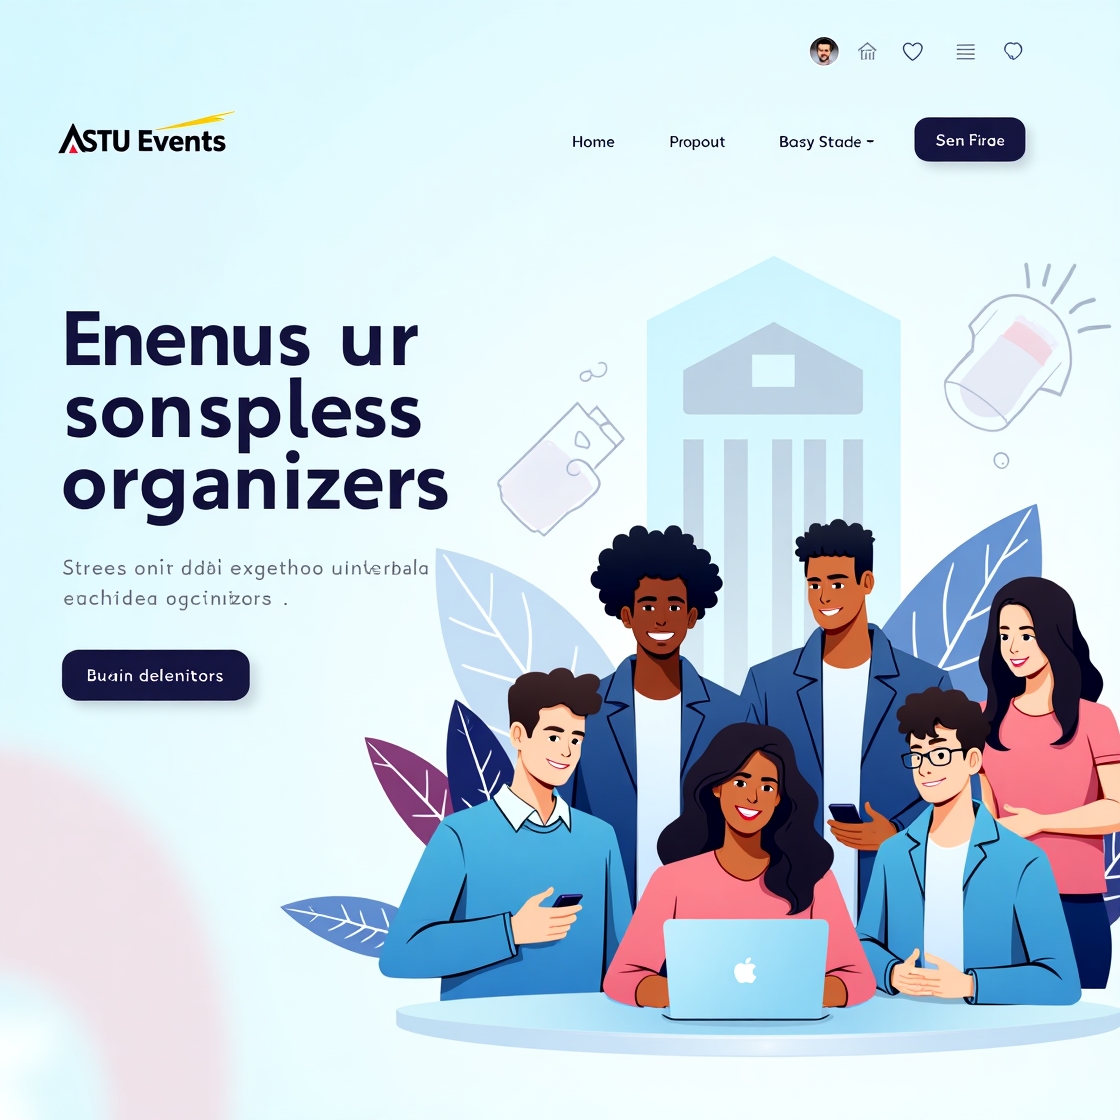 ASTU Events
Home
Propout
Basy Stade
Sen Firae
Enenus ur
sonspless
organizers
Strees onir ddai exgethoo uinterbala
eachidea ogcinizors .
Buain delenitors